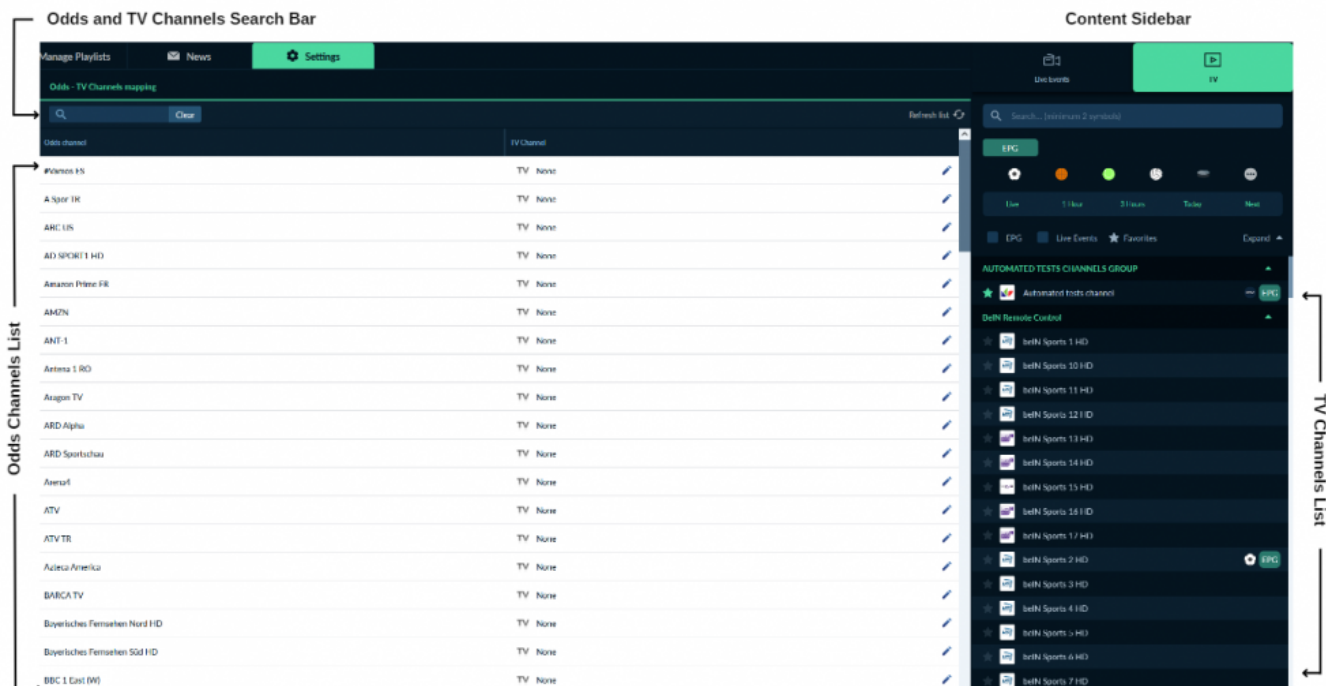 Odds and TV Channels Search Bar
Content Sidebar
Manage Playlists
News
Settings
Live Events
TV
Odds - TV Channels mapping
Clear
Refresh list
Search... (minimum 2 symbols)
Odds channel
TV Channel
EPG
Live
1 Hour
3 Hours
Today
Next
EPG
Live Events
Favorites
Expand
Odds Channels List
#Vamos ES
TV None
A Spor TR
TV None
ABC US
TV None
AD SPORT1 HD
TV None
Amazon Prime FR
TV None
AMZN
TV None
ANT-1
TV None
Antena 1 RO
TV None
Aragon TV
TV None
ARD Alpha
TV None
ARD Sportschau
TV None
Arena4
TV None
ATV
TV None
ATV TR
TV None
Azteca America
TV None
BARCA TV
TV None
Bayerisches Fernsehen Nord HD
TV None
Bayerisches Fernsehen Süd HD
TV None
BBC 1 East (W)
TV None
AUTOMATED TESTS CHANNELS GROUP
Automated tests channel
EPG
BeIN Remote Control
beIN Sports 1 HD
beIN Sports 10 HD
beIN Sports 11 HD
beIN Sports 12 HD
beIN Sports 13 HD
beIN Sports 14 HD
beIN Sports 15 HD
beIN Sports 16 HD
beIN Sports 17 HD
beIN Sports 2 HD
EPG
beIN Sports 3 HD
beIN Sports 4 HD
beIN Sports 5 HD
beIN Sports 6 HD
beIN Sports 7 HD
TV Channels List